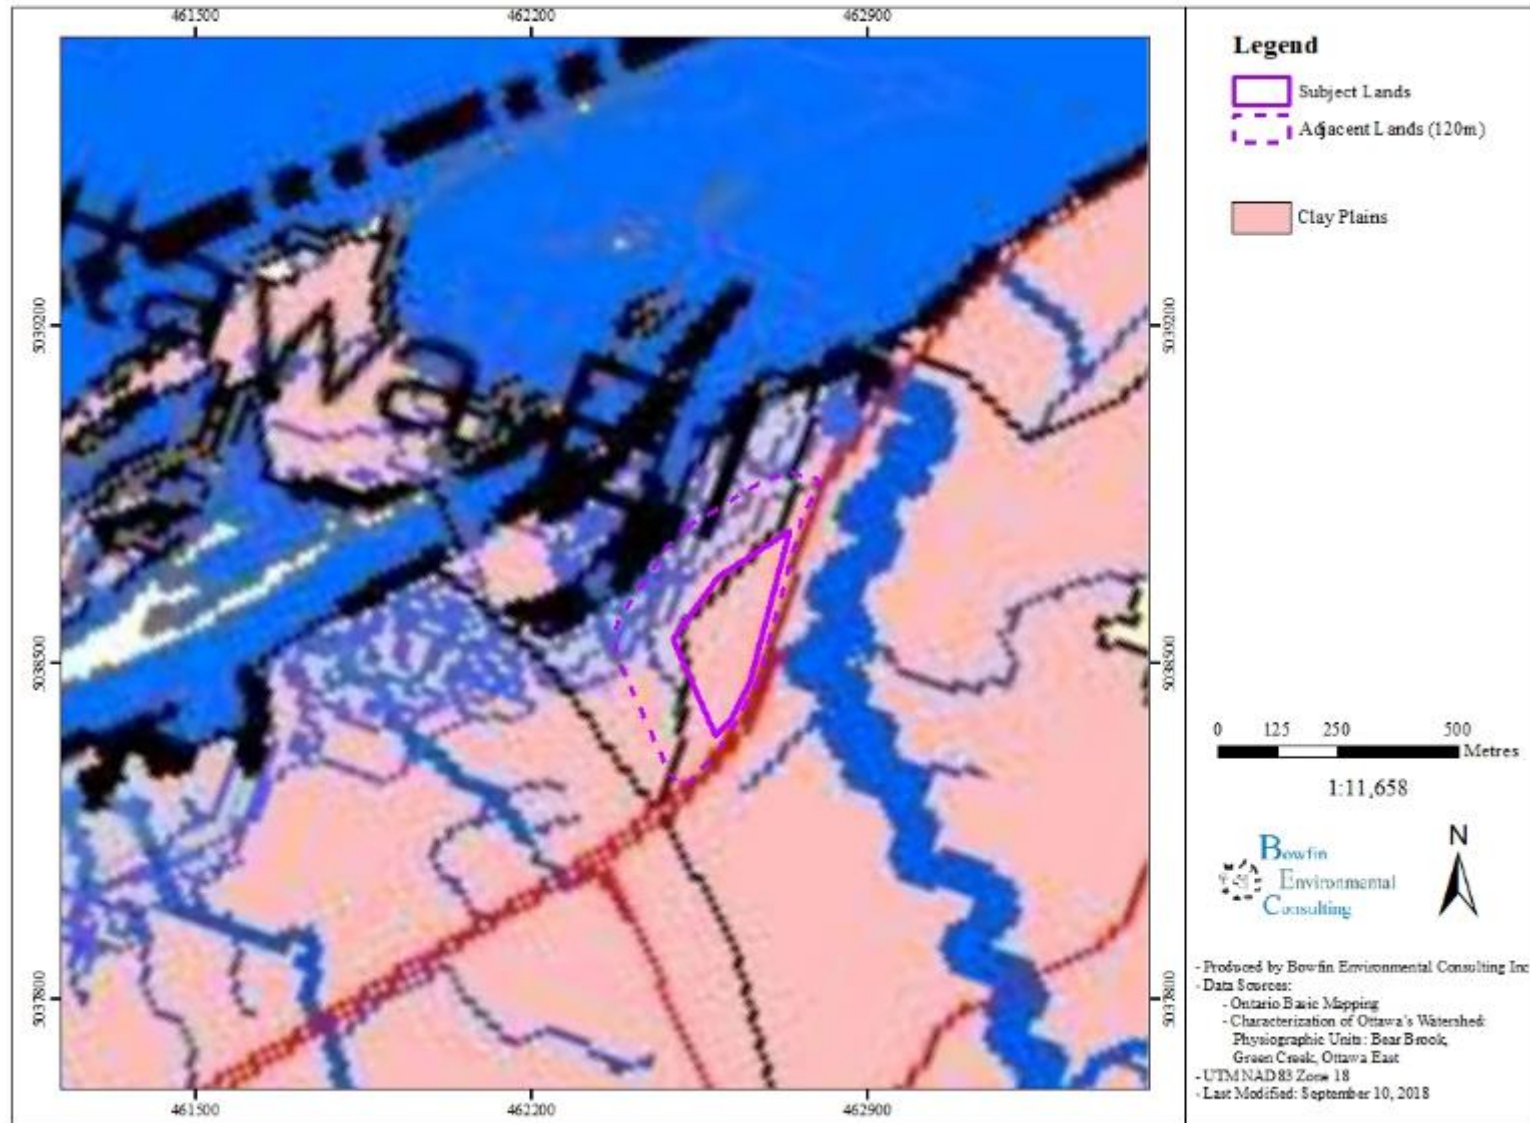 461500
462200
462900
5039200
5039200
5038500
5038500
5037800
5037800
461500
462200
462900
Legend
Subject Lands
Adjacent Lands (120m)
Clay Plains
0 125 250 500
Metres
1:11,658
N
Bowfin
Environmental
Consulting
- Produced by Bowfin Environmental Consulting Inc
- Data Sources:
- Ontario Basic Mapping
- Characterization of Ottawa's Watershed:
Physiographic Units: Bear Brook,
Green Creek, Ottawa East
- UTM NAD83 Zone 18
- Last Modified: September 10, 2018